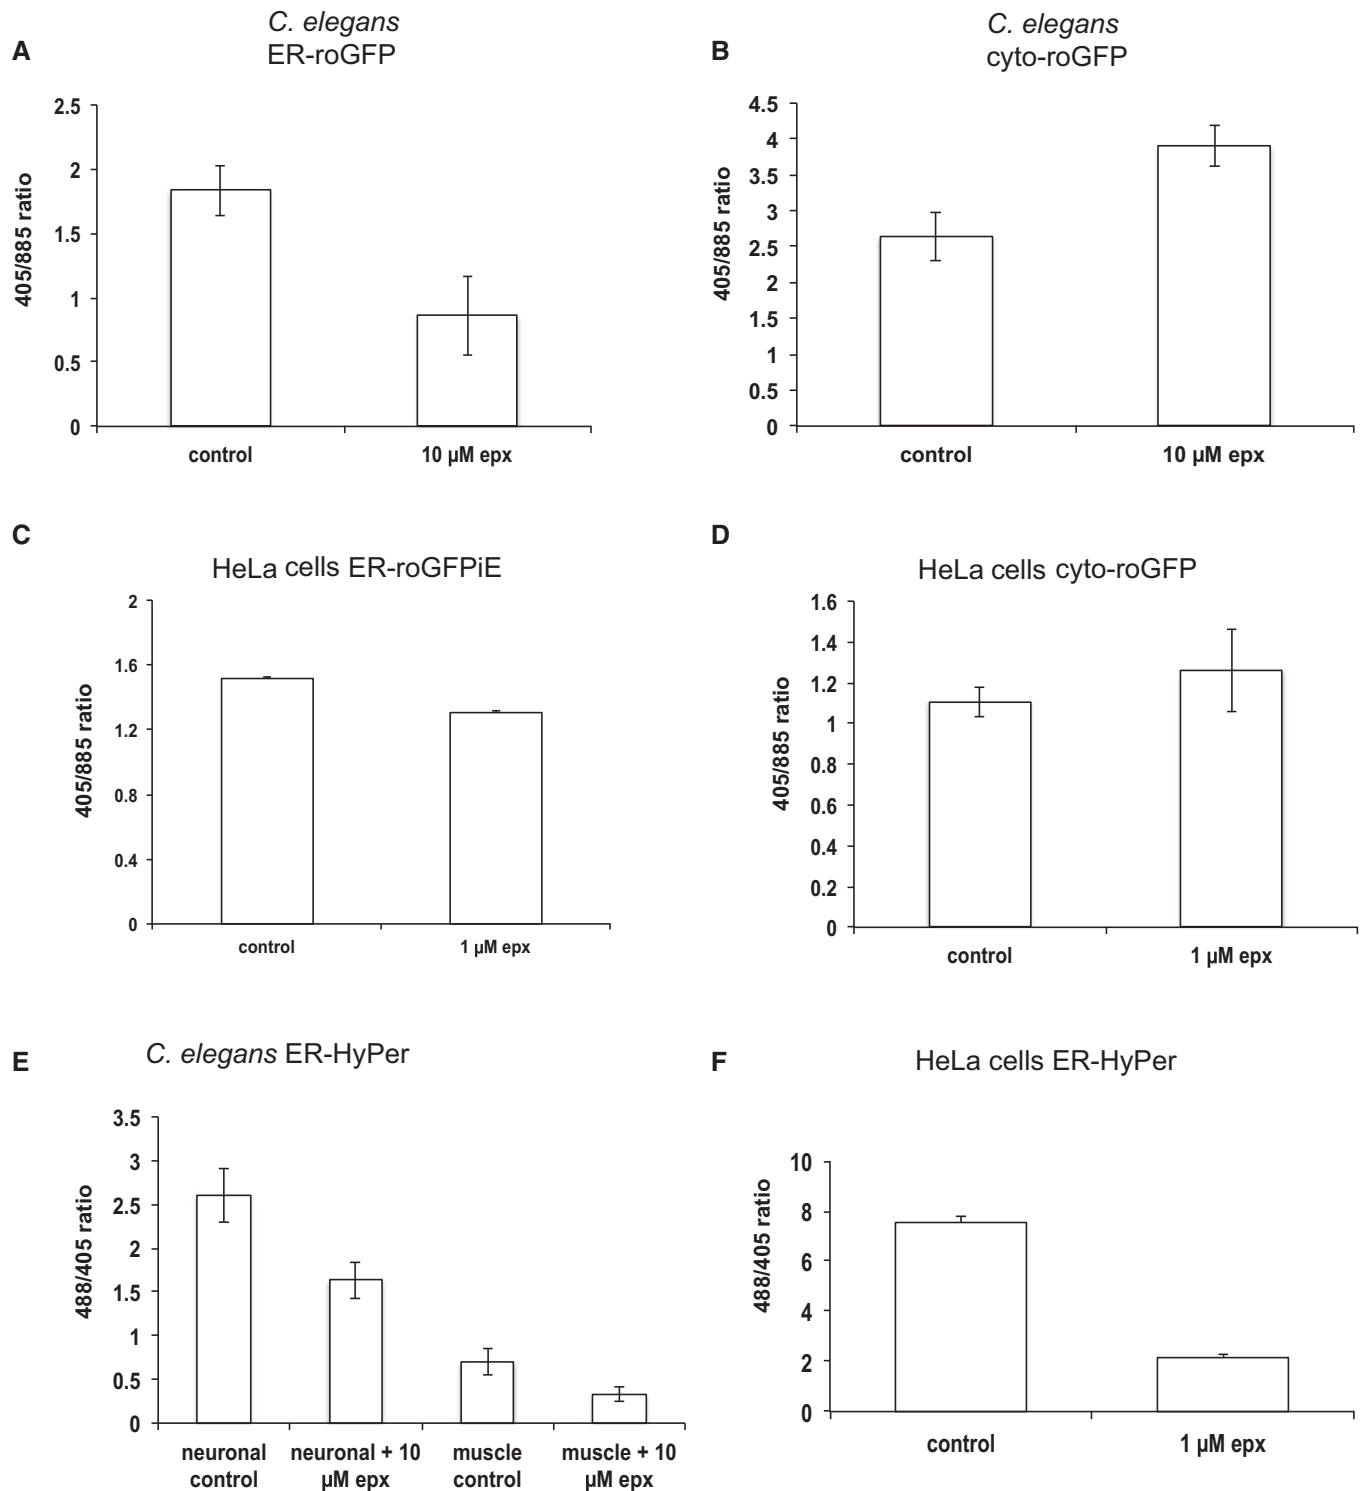 A
C. elegans
ER-roGFP
405/885 ratio
2.5
2
1.5
1
0.5
0
control
10 µM epx
B
C. elegans
cyto-roGFP
405/885 ratio
4.5
4
3.5
3
2.5
2
1.5
1
0.5
0
control
10 µM epx
C
HeLa cells ER-roGFPiE
405/885 ratio
2
1.6
1.2
0.8
0.4
0
control
1 µM epx
D
HeLa cells cyto-roGFP
405/885 ratio
1.6
1.4
1.2
1
0.8
0.6
0.4
0.2
0
control
1 µM epx
E
C. elegans ER-HyPer
488/405 ratio
3.5
3
2.5
2
1.5
1
0.5
0
neuronal
control
neuronal + 10
µM epx
muscle
control
muscle + 10
µM epx
F
HeLa cells ER-HyPer
488/405 ratio
10
8
6
4
2
0
control
1 µM epx